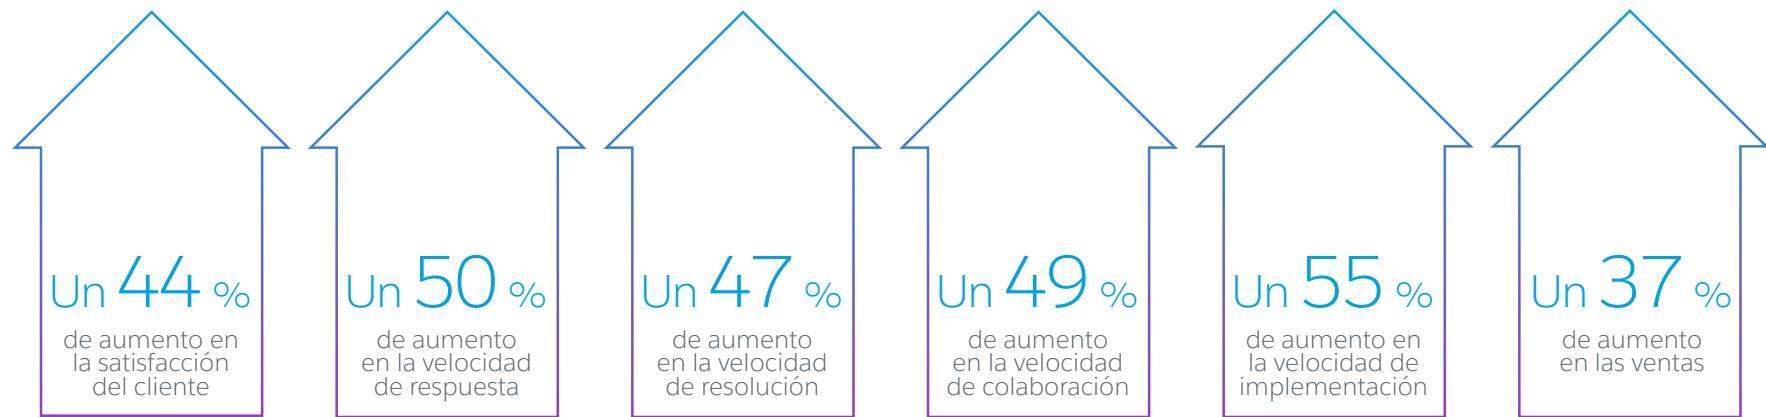 Un 44 %
de aumento en
la satisfacción
del cliente
Un 50 %
de aumento
en la velocidad
de respuesta
Un 47 %
de aumento
en la velocidad
de resolución
Un 49 %
de aumento
en la velocidad
de colaboración
Un 55 %
de aumento en
la velocidad de
implementación
Un 37 %
de aumento
en las ventas